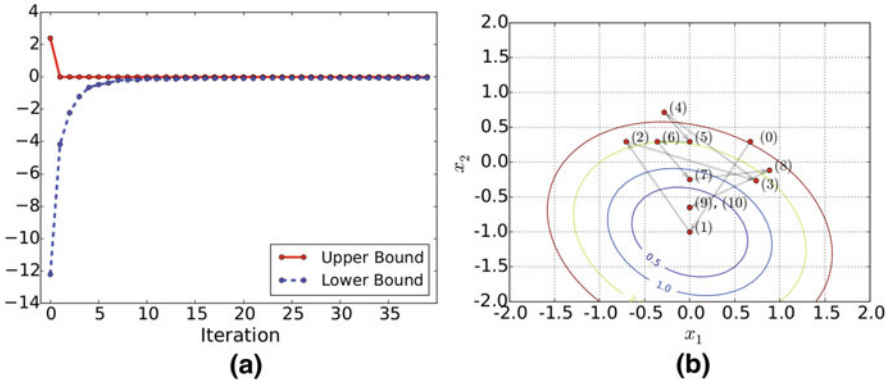 4
2
0
−2
−4
−6
−8
−10
−12
−14
0 5 10 15 20 25 30 35
Iteration
Upper Bound
Lower Bound
(a)
(b)
2.0
1.5
1.0
0.5
0.0
-0.5
-1.0
-1.5
-2.0
x₂
(4)
(2) (6) (5) (0)
(7) (8)
(3)
(9), (10)
(1)
0.5
1.0
-2.0 -1.5 -1.0 -0.5 0.0 0.5 1.0 1.5 2.0
x₁